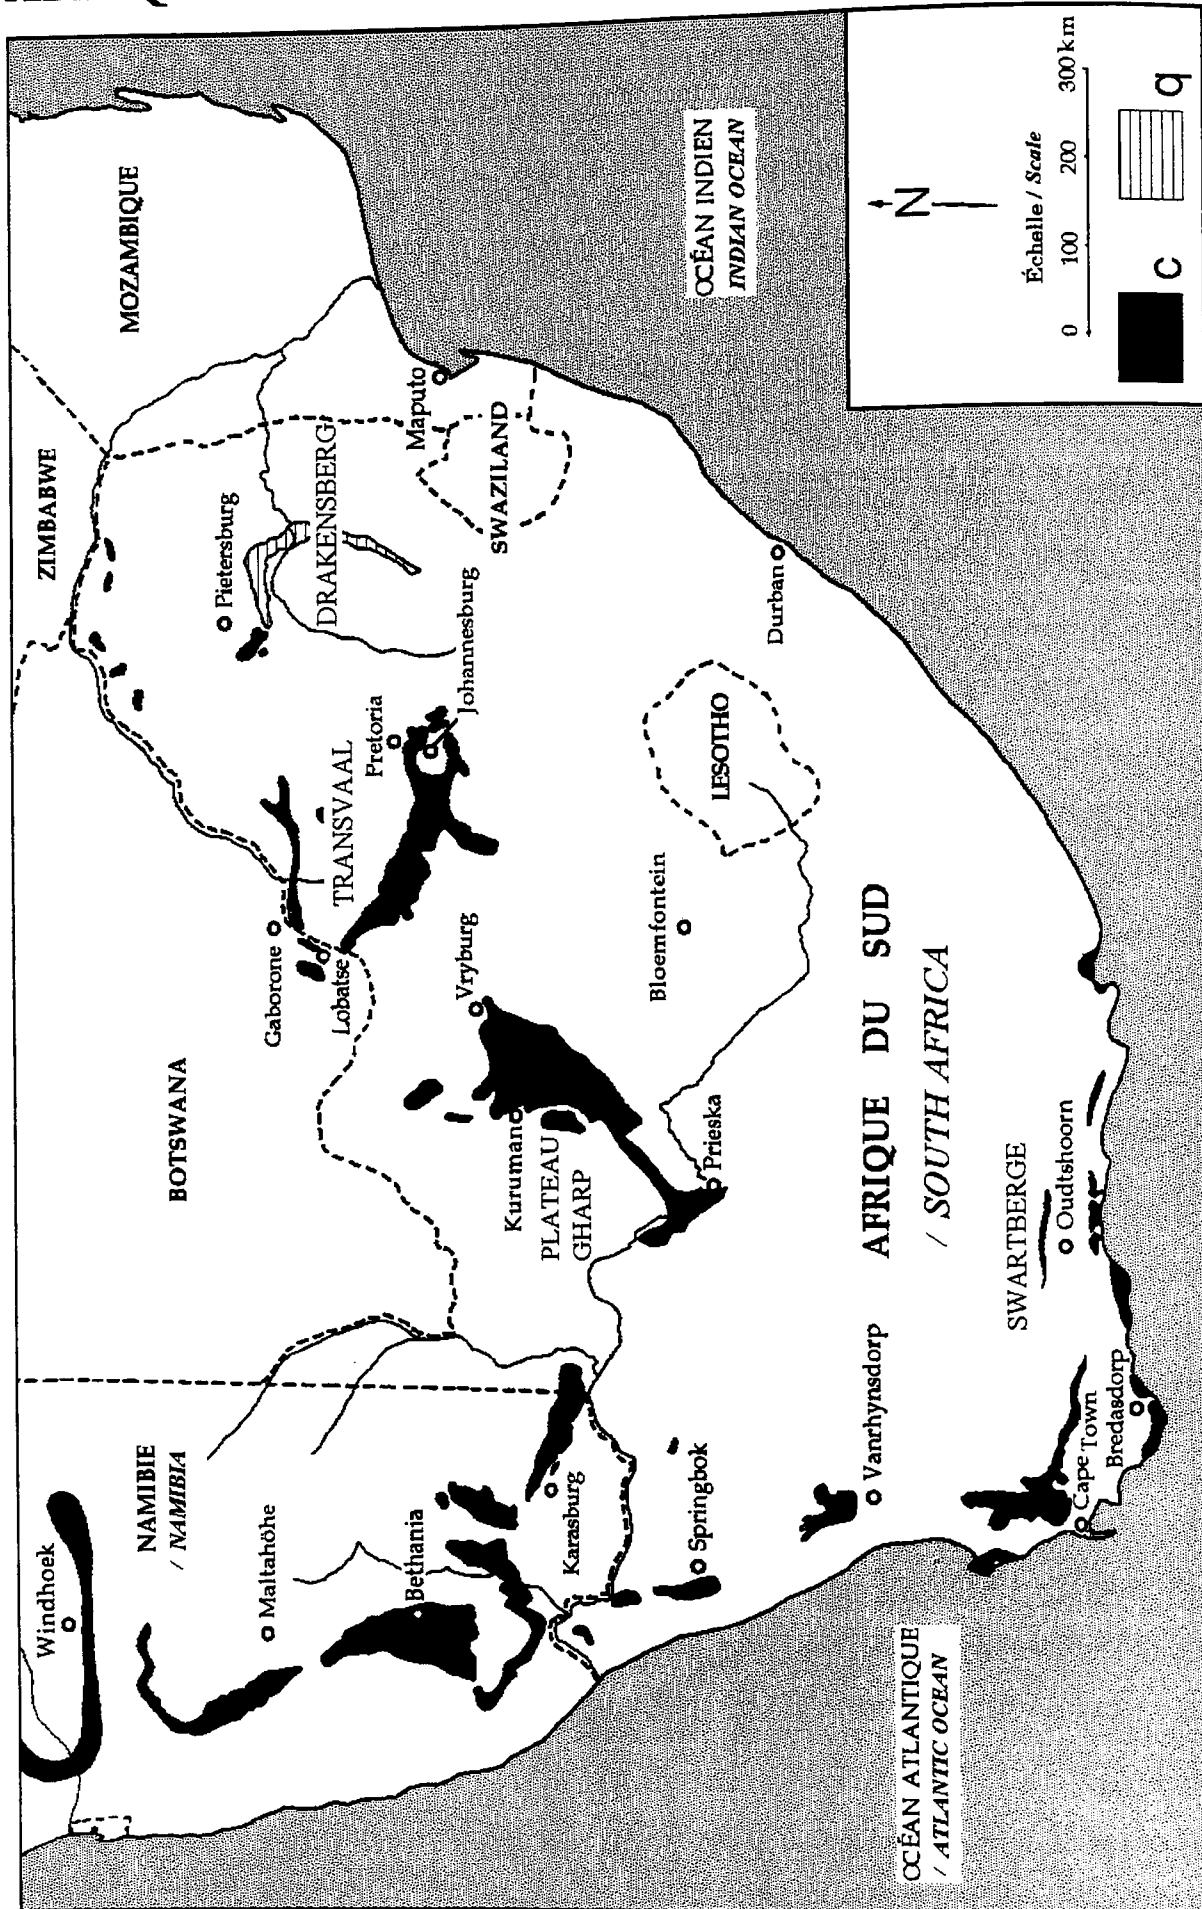 ZIMBABWE
MOZAMBIQUE
BOTSWANA
NAMIBIE
/ NAMIBIA
Windhoek
Maltahöhe
Bethania
Karasburg
Springbok
Vanrhynsdorp
Cape Town
Bredasdorp
SWARTBERGE
Oudtshoorn
Prieska
Kurumano
PLATEAU
GHARP
Vryburg
Gaborone
Lobatse
TRANSVAAL
Pretoria
Johannesburg
Pietersburg
DRAKENSBERG
Maputo
SWAZILAND
LESOTHO
Bloemfontein
Durban
AFRIQUE DU SUD
/ SOUTH AFRICA
OCÉAN ATLANTIQUE
/ ATLANTIC OCEAN
OCÉAN INDIEN
INDIAN OCEAN
N
Échelle / Scale
0 100 200 300 km
C
q